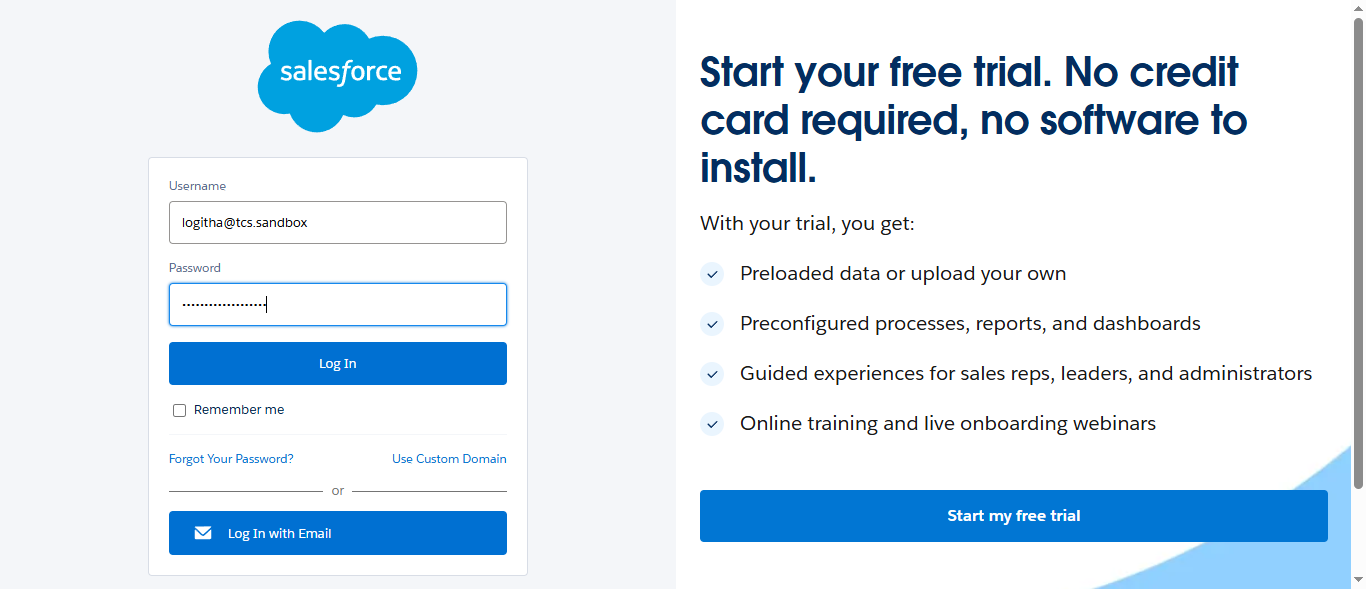 salesforce
Username
logitha@tcs.sandbox
Password
•••••••••••••••••••
Log In
Remember me
Forgot Your Password?
Use Custom Domain
or
Log In with Email
Start your free trial. No credit
card required, no software to
install.
With your trial, you get:
Preloaded data or upload your own
Preconfigured processes, reports, and dashboards
Guided experiences for sales reps, leaders, and administrators
Online training and live onboarding webinars
Start my free trial